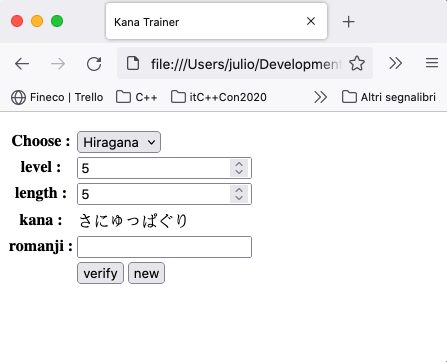 Kana Trainer
file:///Users/julio/Development
Fineco | Trello C++ itC++Con2020 Altri segnalibri
Choose : Hiragana
level : 5
length : 5
kana : さにゅっぱぐり
romanji :
verify new